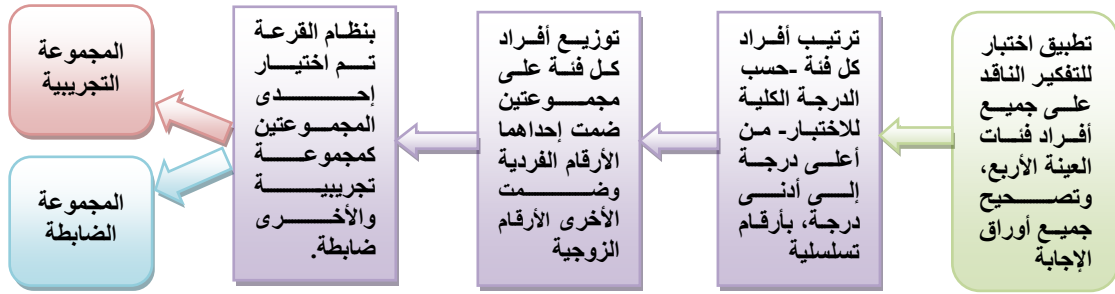 تطبيق اختبار
للتفكير الناقد
على جميع
أفراد فئات
العينة الأربع،
وتصحيح
جميع أوراق
الإجابة
ترتيب أفراد
كل فئة -حسب
الدرجة الكلية
للاختبار- من
أعلى درجة
إلى أدنى
درجة، بأرقام
تسلسلية
توزيع أفراد
كل فئة على
مجموعتين
ضمت إحداهما
الأرقام الفردية
وضمت
الأخرى الأرقام
الزوجية
بنظام القرعة
تم اختيار
إحدى
المجموعتين
كمجموعة
تجريبية
والأخرى
ضابطة.
المجموعة
التجريبية
المجموعة
الضابطة